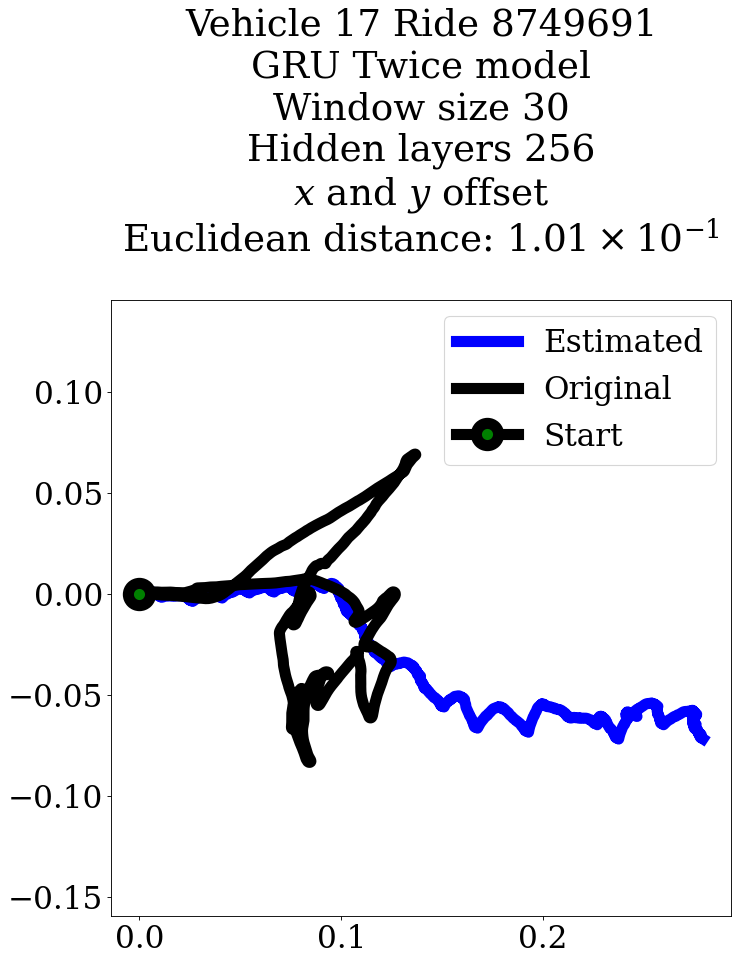 Vehicle 17 Ride 8749691
GRU Twice model
Window size 30
Hidden layers 256
x and y offset
Euclidean distance: 1.01 × 10⁻¹
Estimated
Original
Start
0.10
0.05
0.00
−0.05
−0.10
−0.15
0.0 0.1 0.2